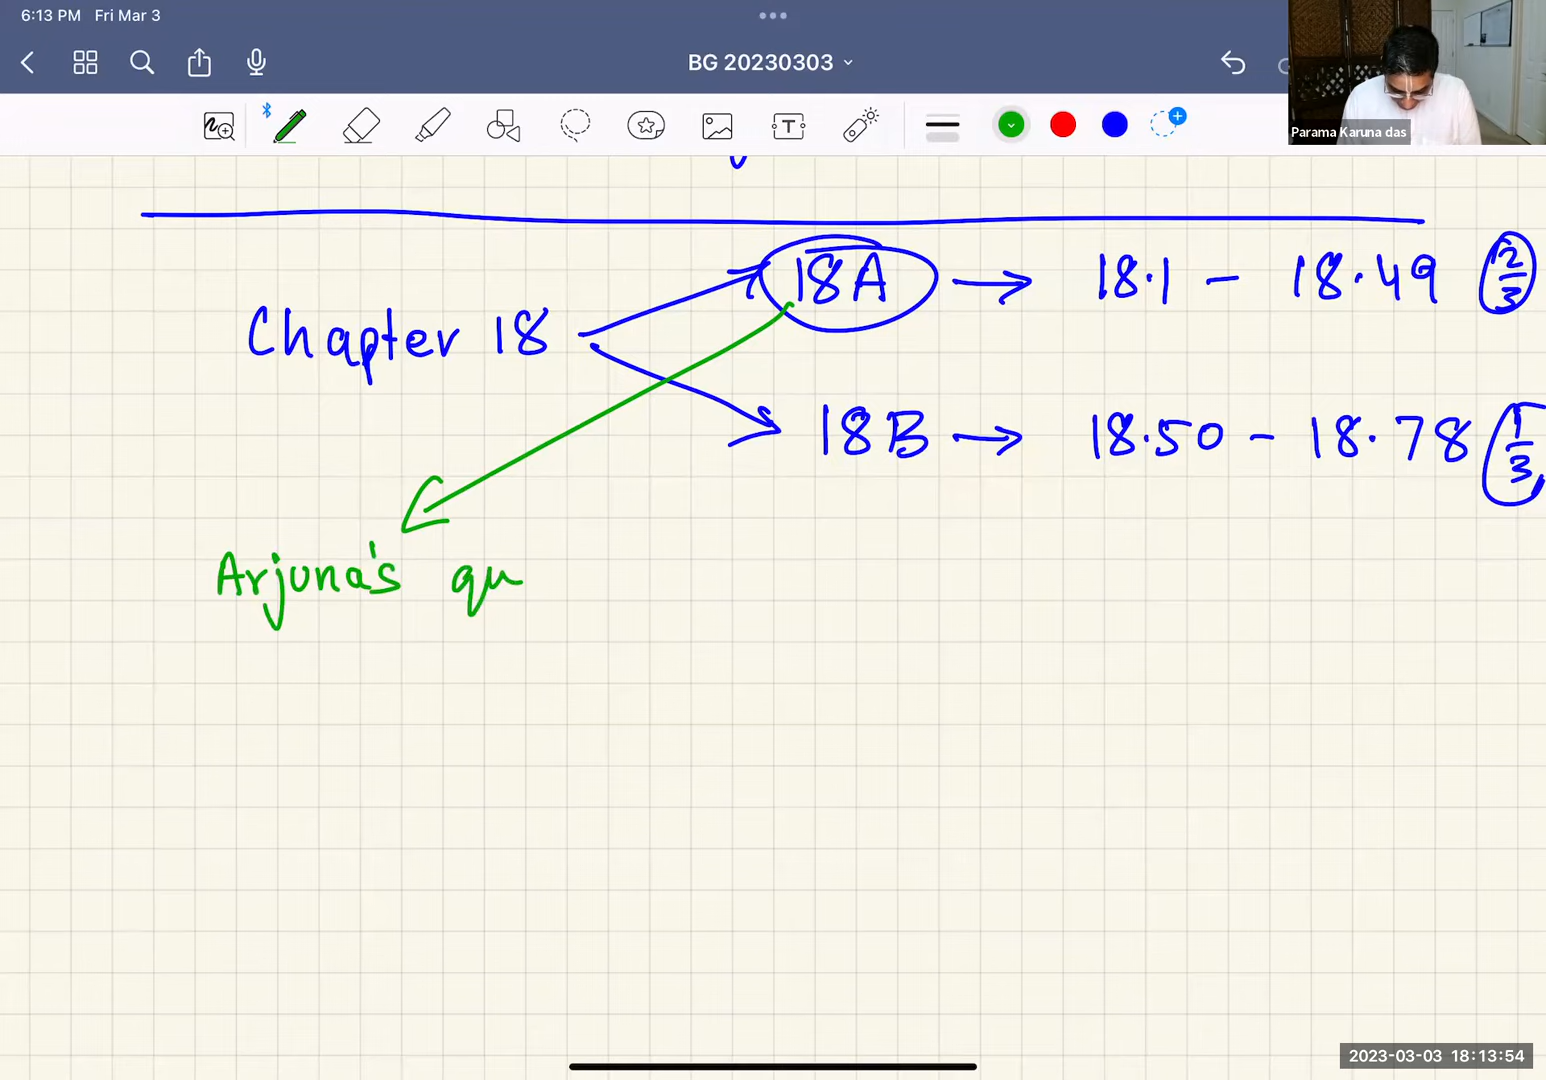 6:13 PM Fri Mar 3
BG 20230303
T
Parama Karuna das
18A → 18.1 - 18.49 2/3
Chapter 18
18B → 18.50 - 18.78 1/3
Arjuna's qu
2023-03-03 18:13:54